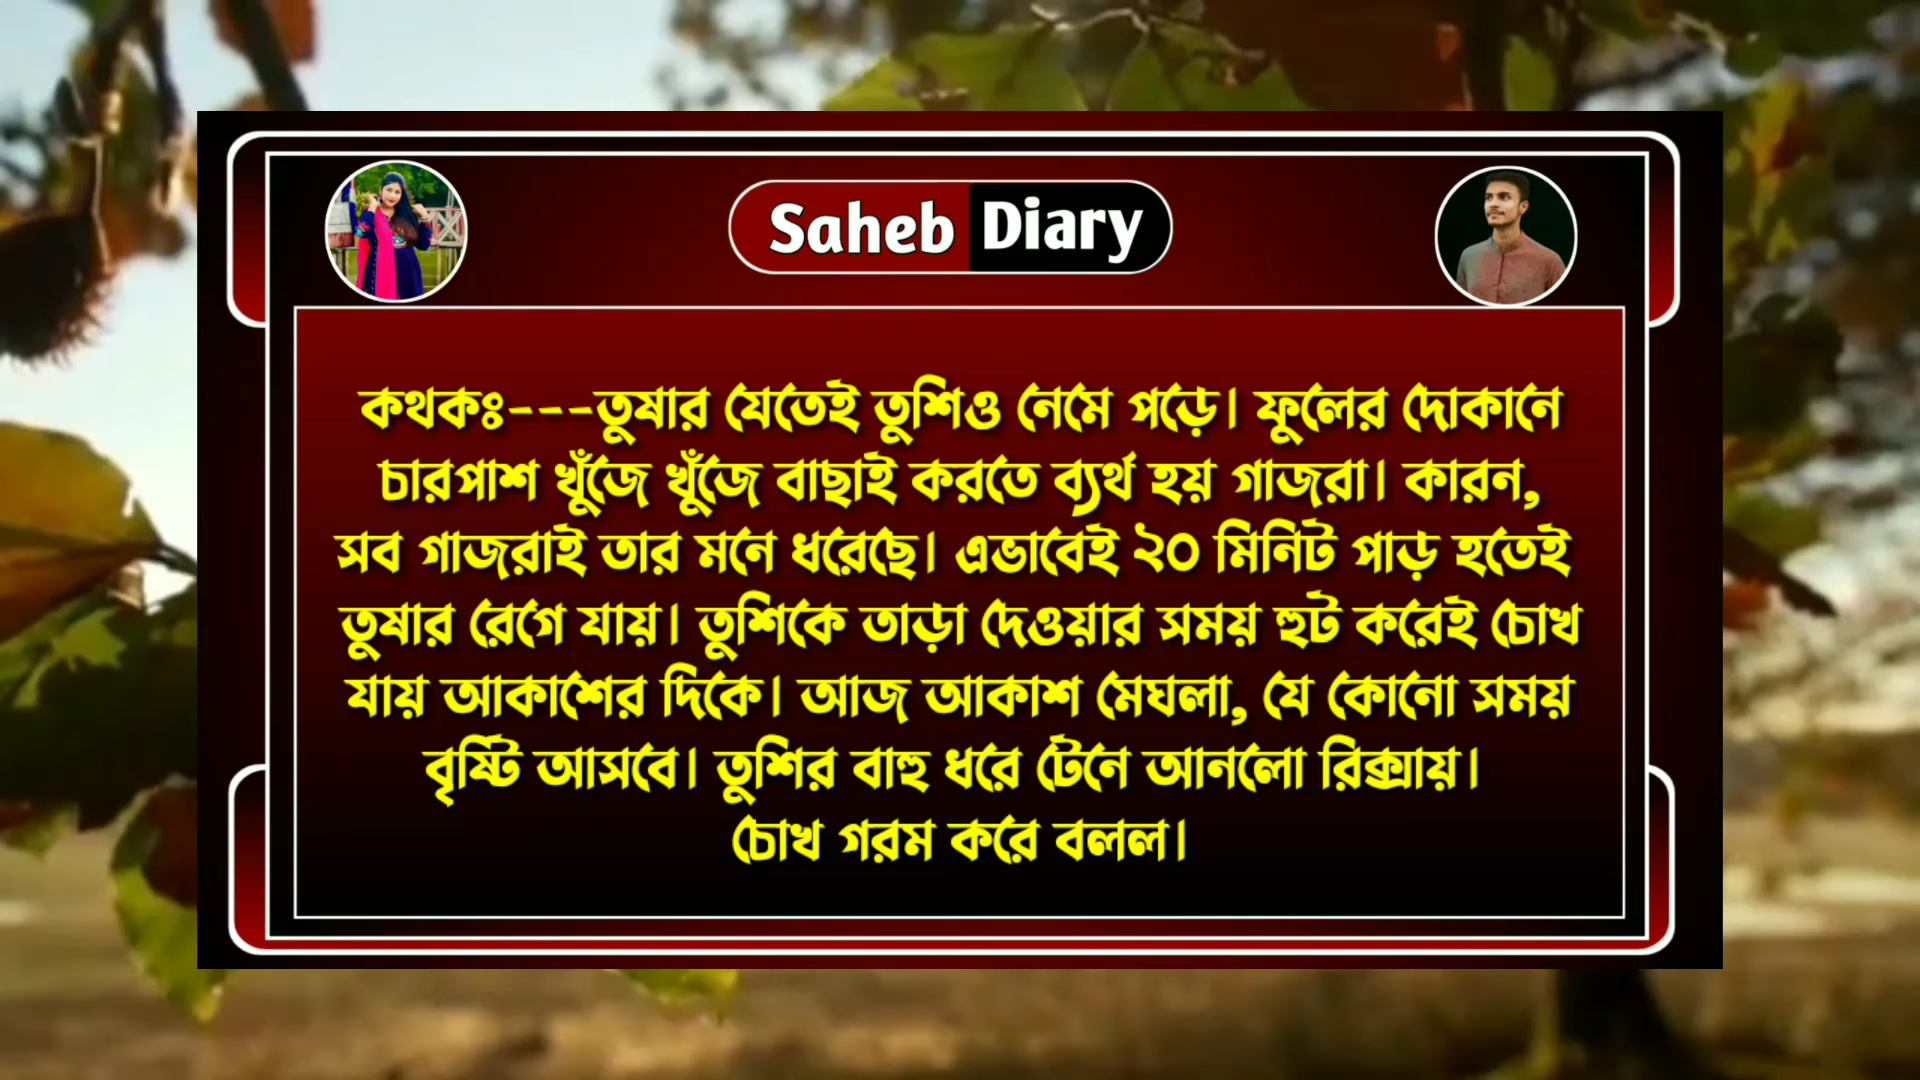 Saheb Diary
কথকঃ---তুষার যেতেই তুশিও নেমে পড়ে। ফুলের দোকানে
চারপাশ খুঁজে খুঁজে বাছাই করতে ব্যর্থ হয় গাজরা। কারন,
সব গাজরাই তার মনে ধরেছে। এভাবেই ২০ মিনিট পাড় হতেই
তুষার রেগে যায়। তুশিকে তাড়া দেওয়ার সময় হুট করেই চোখ
যায় আকাশের দিকে। আজ আকাশ মেঘলা, যে কোনো সময়
বৃষ্টি আসবে। তুশির বাহু ধরে টেনে আনলো রিক্সায়।
চোখ গরম করে বলল।